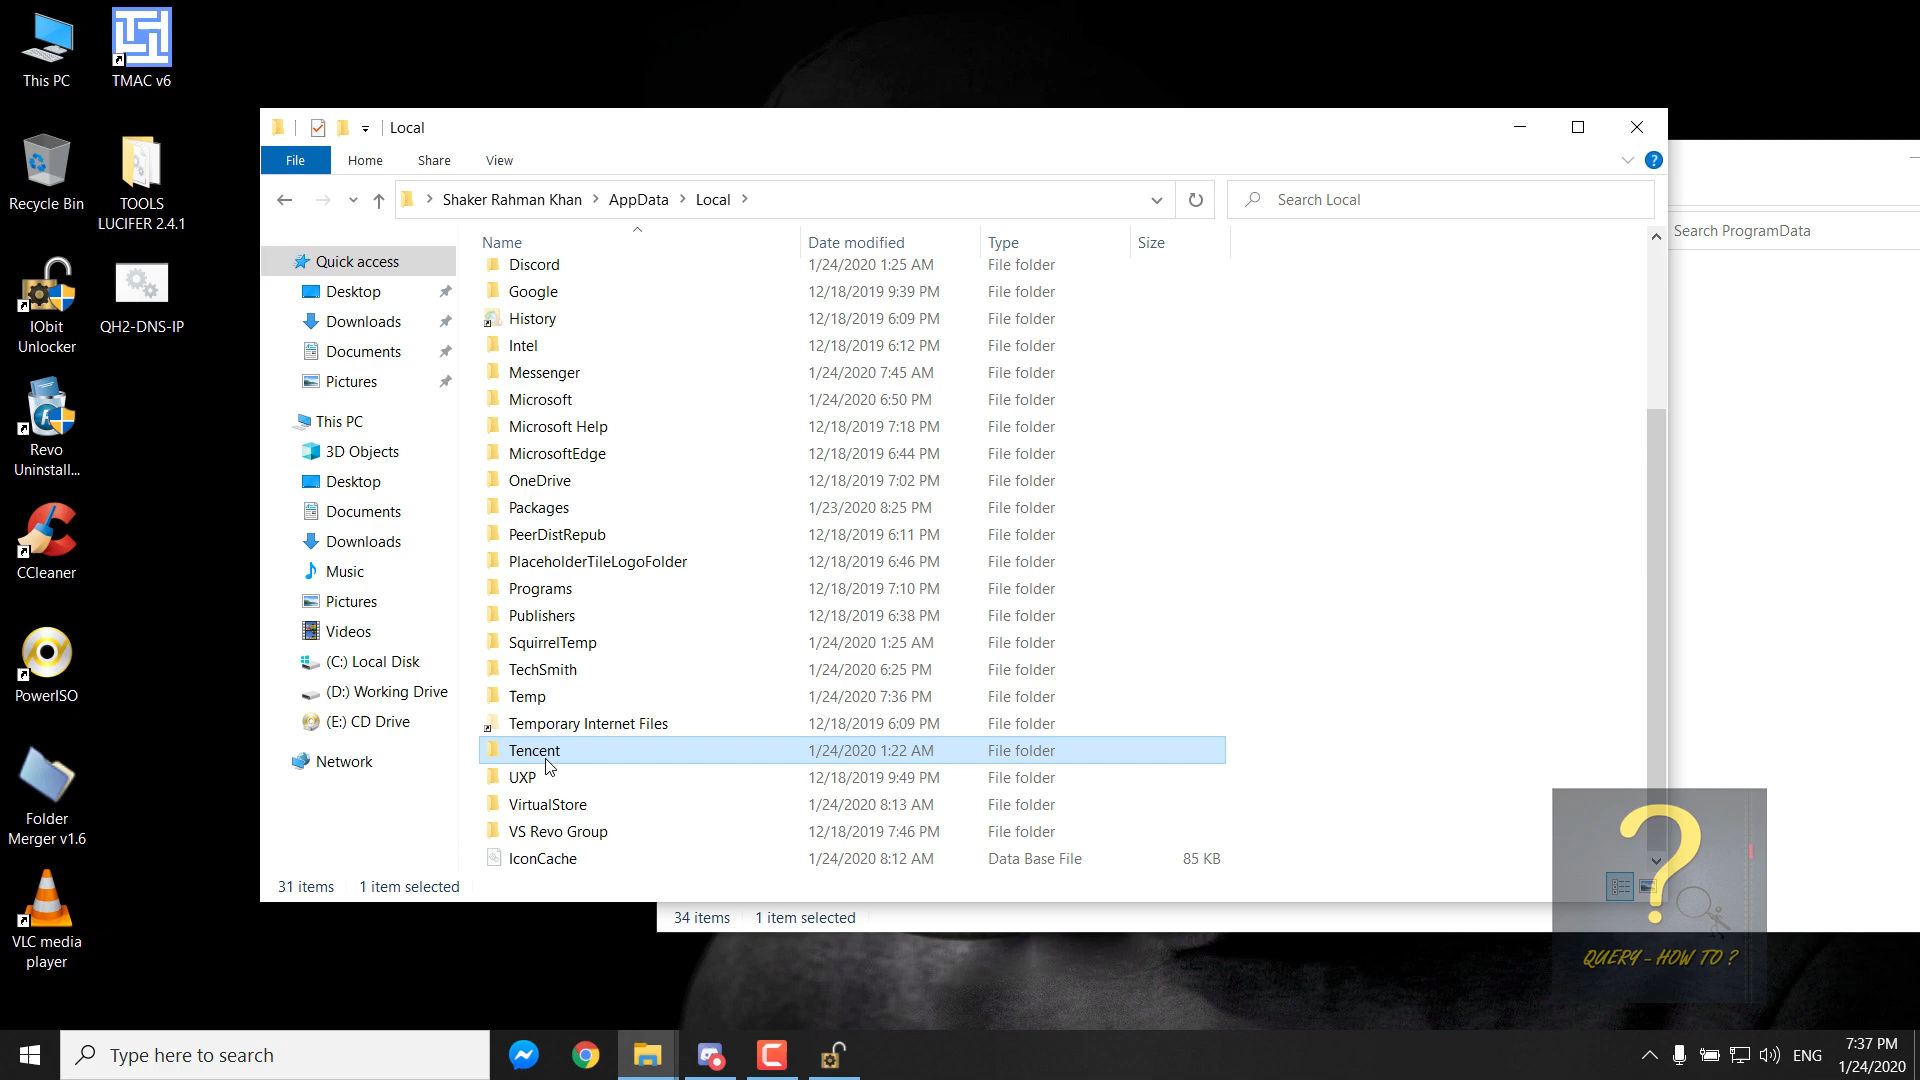 This PC
TMAC v6
Recycle Bin
TOOLS
LUCIFER 2.4.1
IObit
Unlocker
QH2-DNS-IP
Revo
Uninstall...
CCleaner
PowerISO
Folder
Merger v1.6
VLC media
player
Local
File Home Share View
Shaker Rahman Khan AppData Local
Search Local
Search ProgramData
Quick access
Desktop
Downloads
Documents
Pictures
This PC
3D Objects
Desktop
Documents
Downloads
Music
Pictures
Videos
(C:) Local Disk
(D:) Working Drive
(E:) CD Drive
Network
Name Date modified Type Size
Discord 1/24/2020 1:25 AM File folder
Google 12/18/2019 9:39 PM File folder
History 12/18/2019 6:09 PM File folder
Intel 12/18/2019 6:12 PM File folder
Messenger 1/24/2020 7:45 AM File folder
Microsoft 1/24/2020 6:50 PM File folder
Microsoft Help 12/18/2019 7:18 PM File folder
MicrosoftEdge 12/18/2019 6:44 PM File folder
OneDrive 12/18/2019 7:02 PM File folder
Packages 1/23/2020 8:25 PM File folder
PeerDistRepub 12/18/2019 6:11 PM File folder
PlaceholderTileLogoFolder 12/18/2019 6:46 PM File folder
Programs 12/18/2019 7:10 PM File folder
Publishers 12/18/2019 6:38 PM File folder
SquirrelTemp 1/24/2020 1:25 AM File folder
TechSmith 1/24/2020 6:25 PM File folder
Temp 1/24/2020 7:36 PM File folder
Temporary Internet Files 12/18/2019 6:09 PM File folder
Tencent 1/24/2020 1:22 AM File folder
UXP 12/18/2019 9:49 PM File folder
VirtualStore 1/24/2020 8:13 AM File folder
VS Revo Group 12/18/2019 7:46 PM File folder
IconCache 1/24/2020 8:12 AM Data Base File 85 KB
31 items 1 item selected
34 items 1 item selected
?
QUERY - HOW TO ?
Type here to search
ENG
7:37 PM
1/24/2020